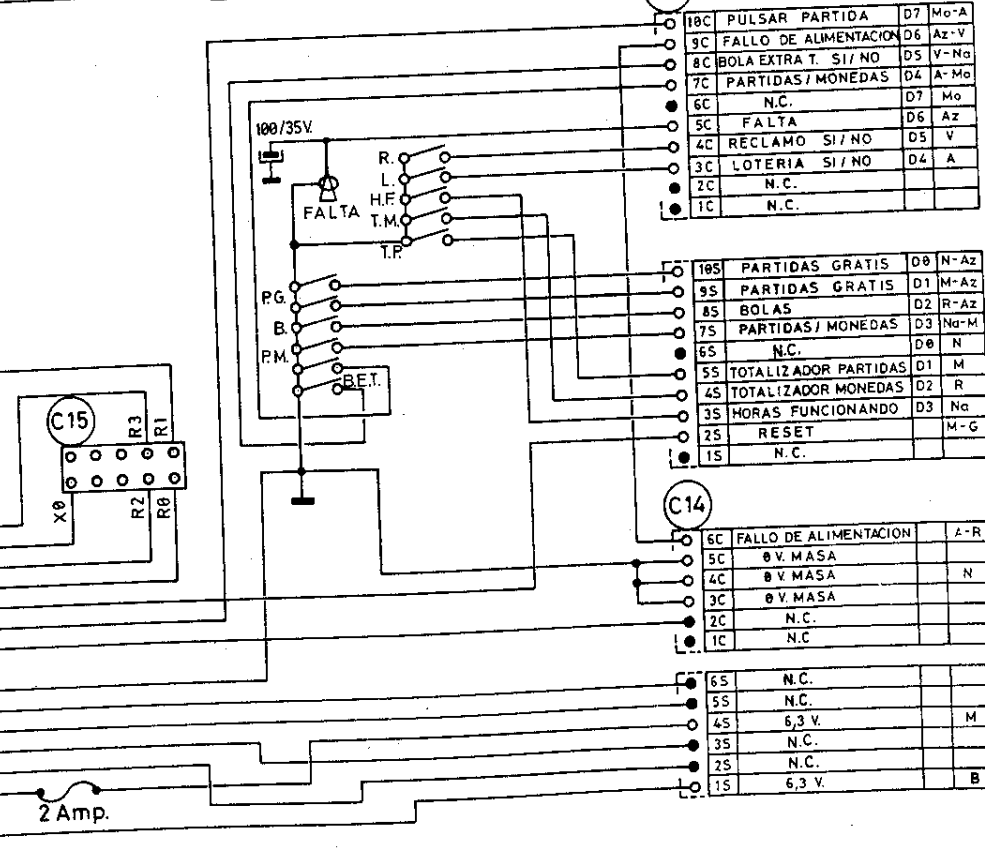 10C PULSAR PARTIDA D7 Mo-A
9C FALLO DE ALIMENTACION D6 Az-V
8C BOLA EXTRA T. SI/NO D5 V-Na
7C PARTIDAS/MONEDAS D4 A-Mo
6C N.C. D7 Mo
5C FALTA D6 Az
4C RECLAMO SI/NO D5 V
3C LOTERIA SI/NO D4 A
2C N.C.
1C N.C.
100/35V.
FALTA
R.
L.
H.F.
T.M.
T.P.
P.G.
B.
P.M.
B.E.T.
10S PARTIDAS GRATIS D0 N-Az
9S PARTIDAS GRATIS D1 M-Az
8S BOLAS D2 R-Az
7S PARTIDAS/MONEDAS D3 Na-M
6S N.C. D0 N
5S TOTALIZADOR PARTIDAS D1 M
4S TOTALIZADOR MONEDAS D2 R
3S HORAS FUNCIONANDO D3 Na
2S RESET M-G
1S N.C.
C15
R3
R1
X0
R2
R0
C14
6C FALLO DE ALIMENTACION A-R
5C 0 V. MASA
4C 0 V. MASA N
3C 0 V. MASA
2C N.C.
1C N.C
6S N.C.
5S N.C.
4S 6,3 V. M
3S N.C.
2S N.C.
1S 6,3 V. B
2 Amp.